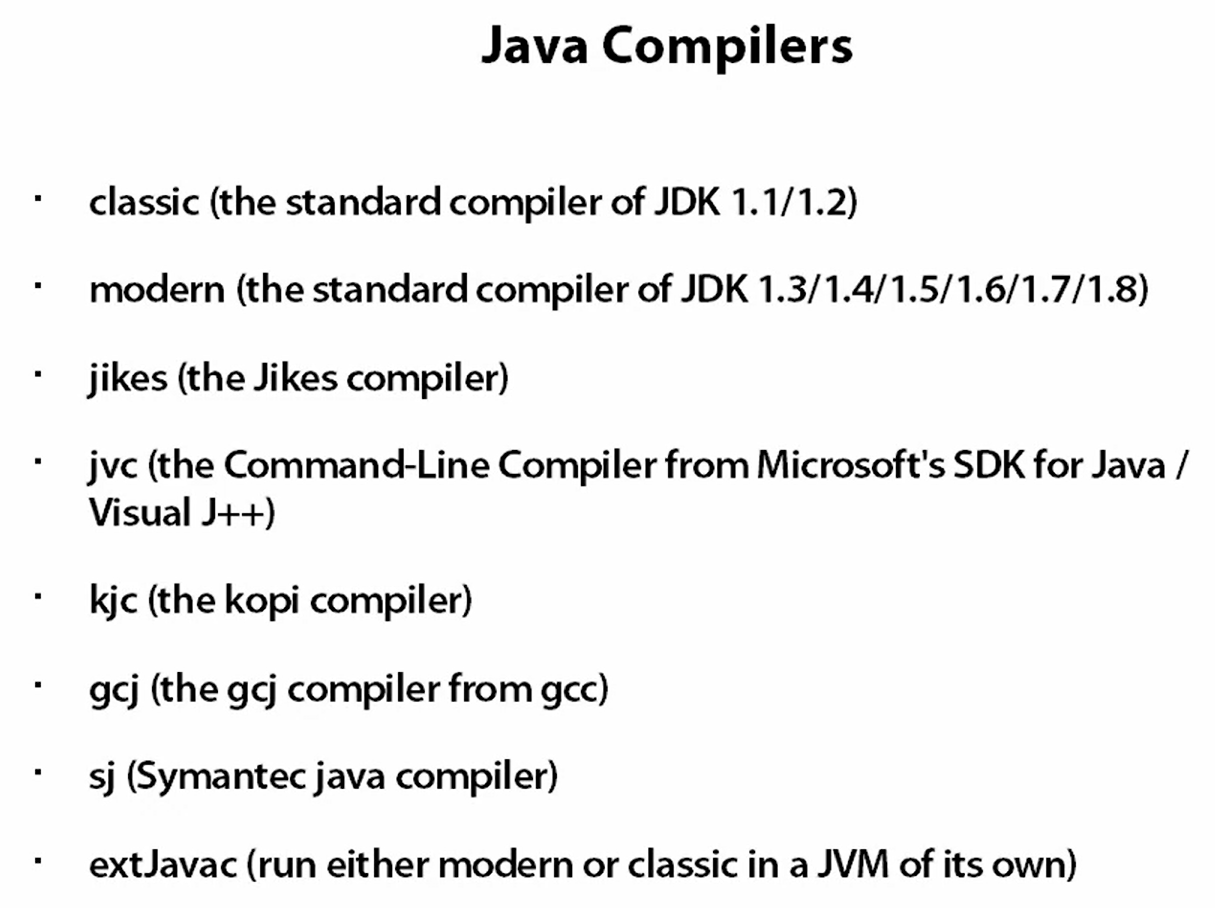 Java Compilers
· classic (the standard compiler of JDK 1.1/1.2)
· modern (the standard compiler of JDK 1.3/1.4/1.5/1.6/1.7/1.8)
· jikes (the Jikes compiler)
· jvc (the Command-Line Compiler from Microsoft's SDK for Java /
Visual J++)
· kjc (the kopi compiler)
· gcj (the gcj compiler from gcc)
· sj (Symantec java compiler)
· extJavac (run either modern or classic in a JVM of its own)